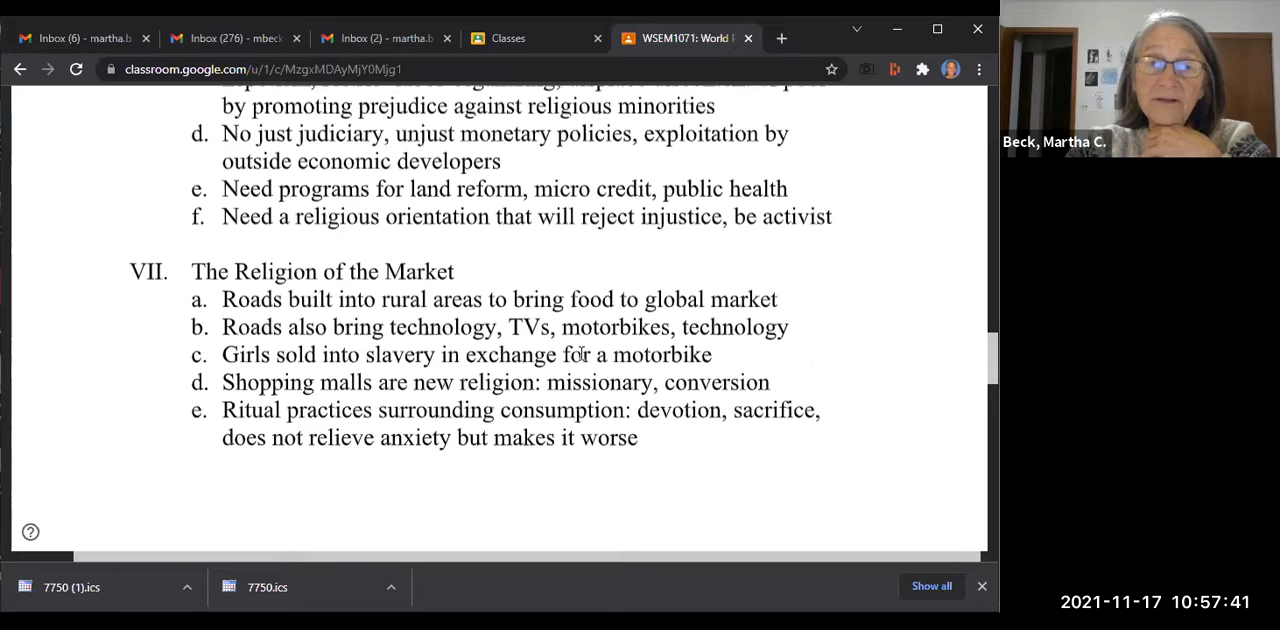 Inbox (6) - martha.b
Inbox (276) - mbeck
Inbox (2) - martha.b
Classes
WSEM1071: World
classroom.google.com/u/1/c/MzgxMDAyMjY0Mjg1
by promoting prejudice against religious minorities
d. No just judiciary, unjust monetary policies, exploitation by
outside economic developers
e. Need programs for land reform, micro credit, public health
f. Need a religious orientation that will reject injustice, be activist
VII. The Religion of the Market
a. Roads built into rural areas to bring food to global market
b. Roads also bring technology, TVs, motorbikes, technology
c. Girls sold into slavery in exchange for a motorbike
d. Shopping malls are new religion: missionary, conversion
e. Ritual practices surrounding consumption: devotion, sacrifice,
does not relieve anxiety but makes it worse
7750 (1).ics
7750.ics
Show all
Beck, Martha C.
2021-11-17 10:57:41